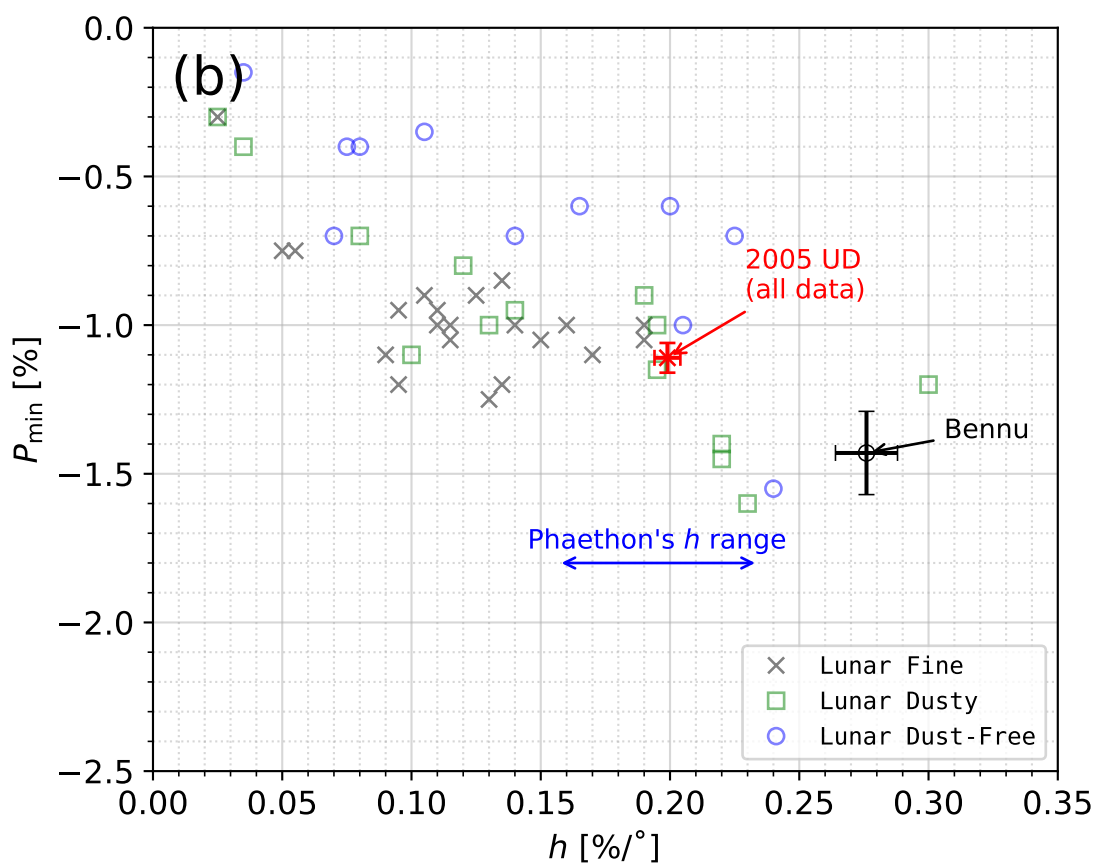 (b)
0.0
−0.5
−1.0
−1.5
−2.0
−2.5
P_min [%]
2005 UD
(all data)
Bennu
Phaethon's h range
Lunar Fine
Lunar Dusty
Lunar Dust-Free
0.00 0.05 0.10 0.15 0.20 0.25 0.30 0.35
h [%/°]